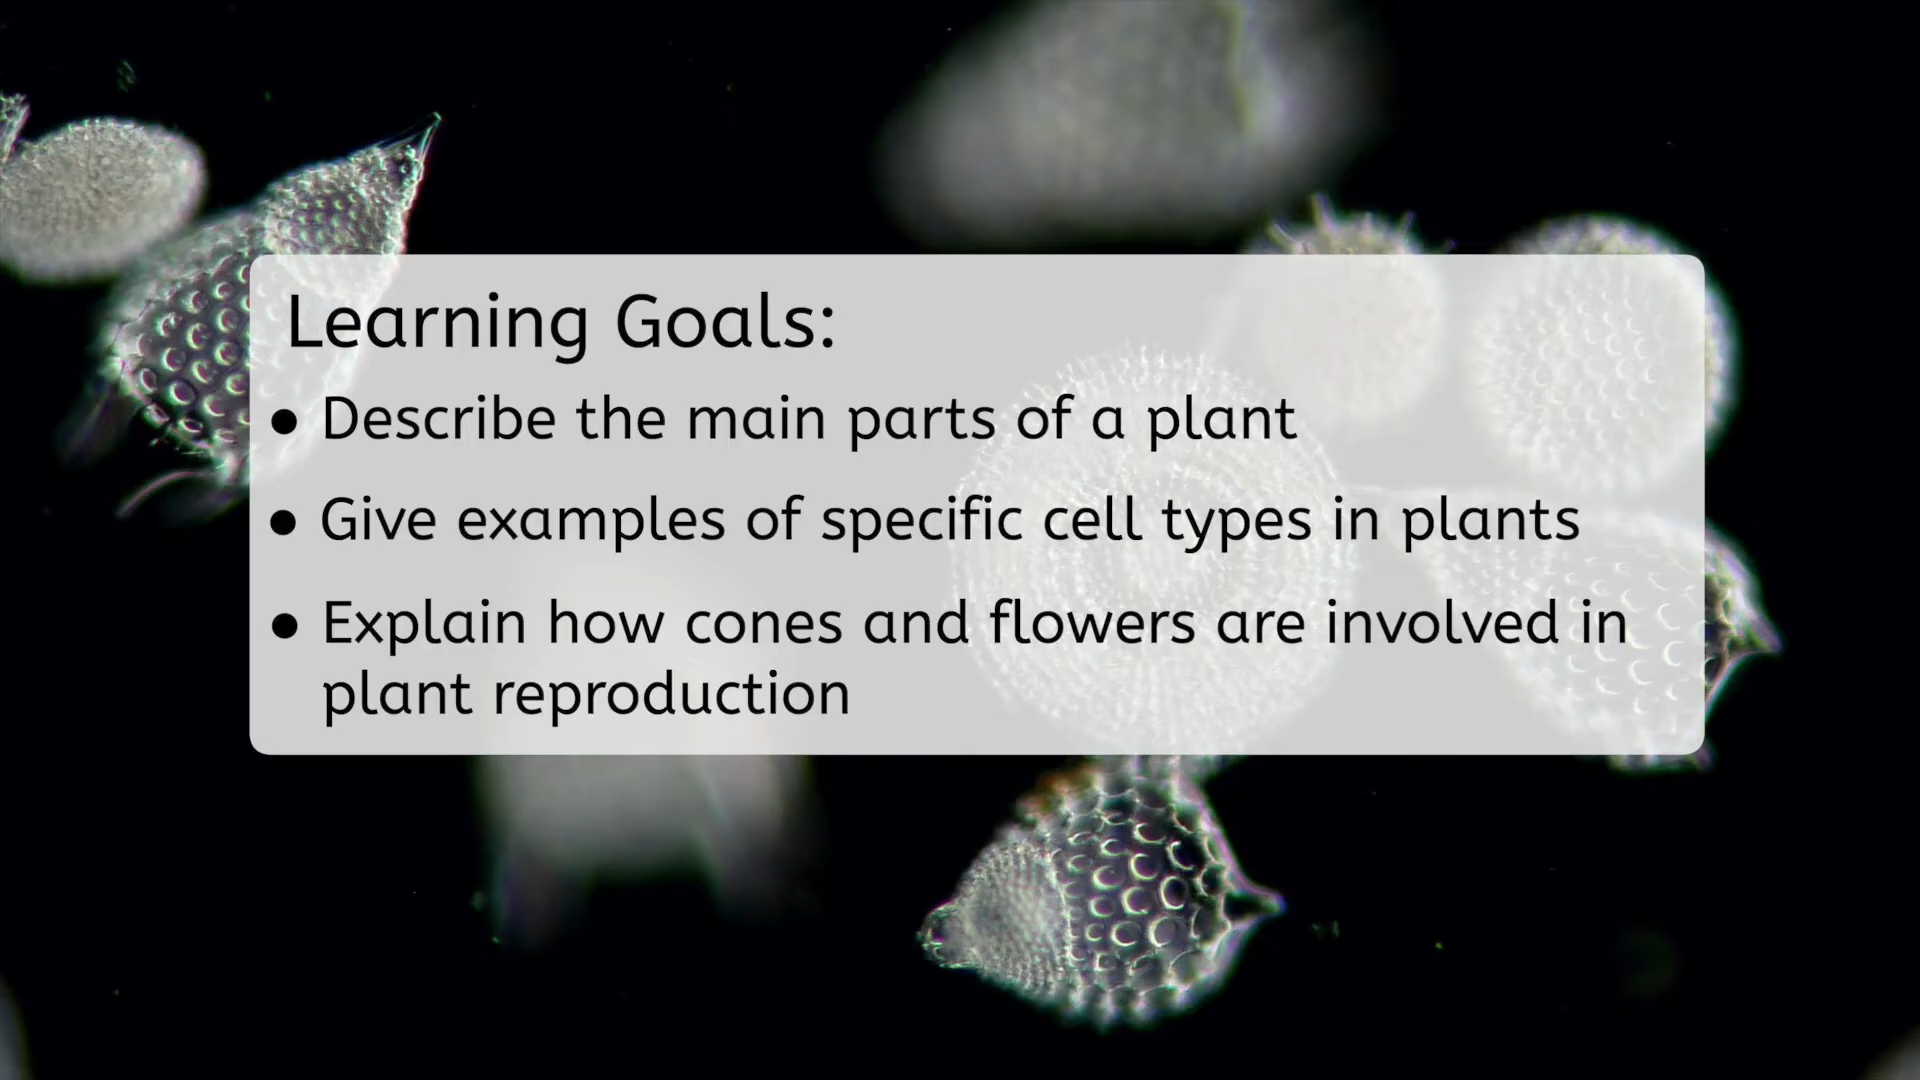 Learning Goals:
• Describe the main parts of a plant
• Give examples of specific cell types in plants
• Explain how cones and flowers are involved in
plant reproduction